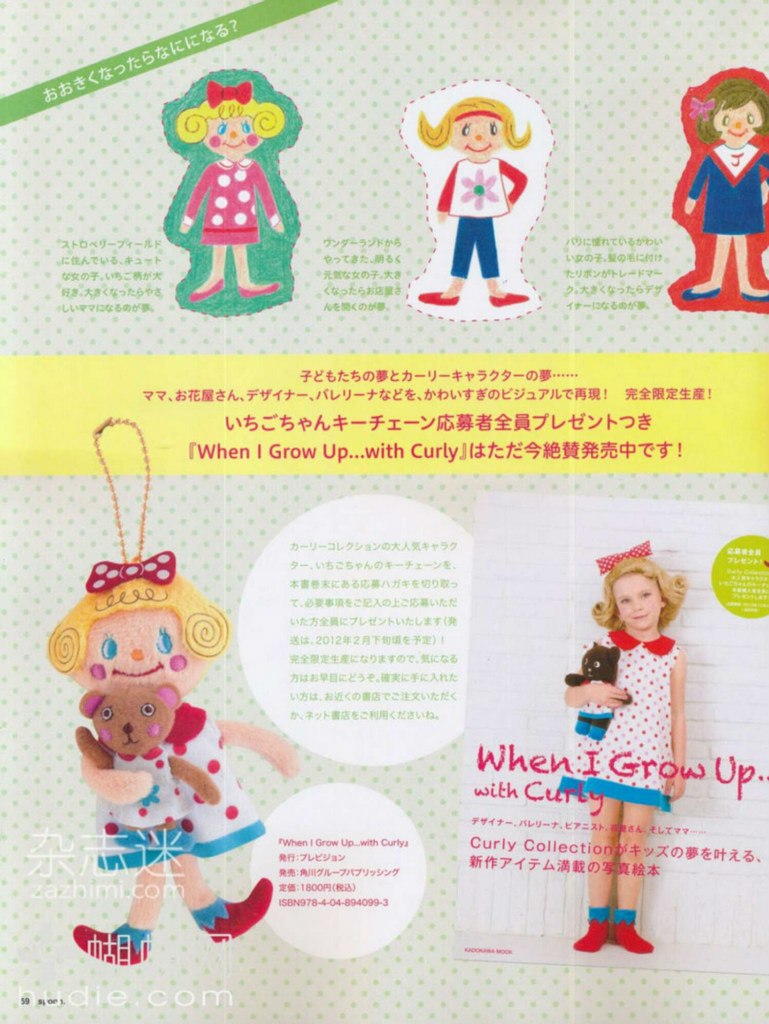 おおきくなったらなにになる?
ストロベリーフィールド
に住んでいる、キュート
な女の子。いちご柄が大
好き。大きくなったらやさ
しいママになるのが夢。
ワンダーランドから
やってきた、明るく
元気な女の子。大き
くなったらお店屋さ
んを開くのが夢。
パリに憧れているかわい
い女の子。髪の毛に付け
たリボンがトレードマー
ク。大きくなったらデザ
イナーになるのが夢。
J
子どもたちの夢とカーリーキャラクターの夢……
ママ、お花屋さん、デザイナー、バレリーナなどを、かわいすぎのビジュアルで再現! 完全限定生産!
いちごちゃんキーチェーン応募者全員プレゼントつき
『When I Grow Up...with Curly』はただ今絶賛発売中です!
カーリーコレクションの大人気キャラク
ター、いちごちゃんのキーチェーンを、
本書巻末にある応募ハガキを切り取っ
て、必要事項をご記入の上ご応募いただ
いた方全員にプレゼントいたします(発
送は、2012年2月下旬頃を予定)!
完全限定生産になりますので、気になる
方はお早目にどうぞ。確実に手に入れた
い方は、お近くの書店でご注文いただく
か、ネット書店をご利用くださいね。
『When I Grow Up...with Curly』
発行:プレビジョン
発売:角川グループパブリッシング
定価:1800円(税込)
ISBN978-4-04-894099-3
応募者全員
プレゼント!
When I Grow Up..
with Curly
デザイナー、バレリーナ、ピアニスト、花屋さん、そしてママ……
Curly Collectionがキッズの夢を叶える、
新作アイテム満載の写真絵本
KADOKAWA MOOK
杂志迷
zazhimi.com
hudie.com
59 spoon.